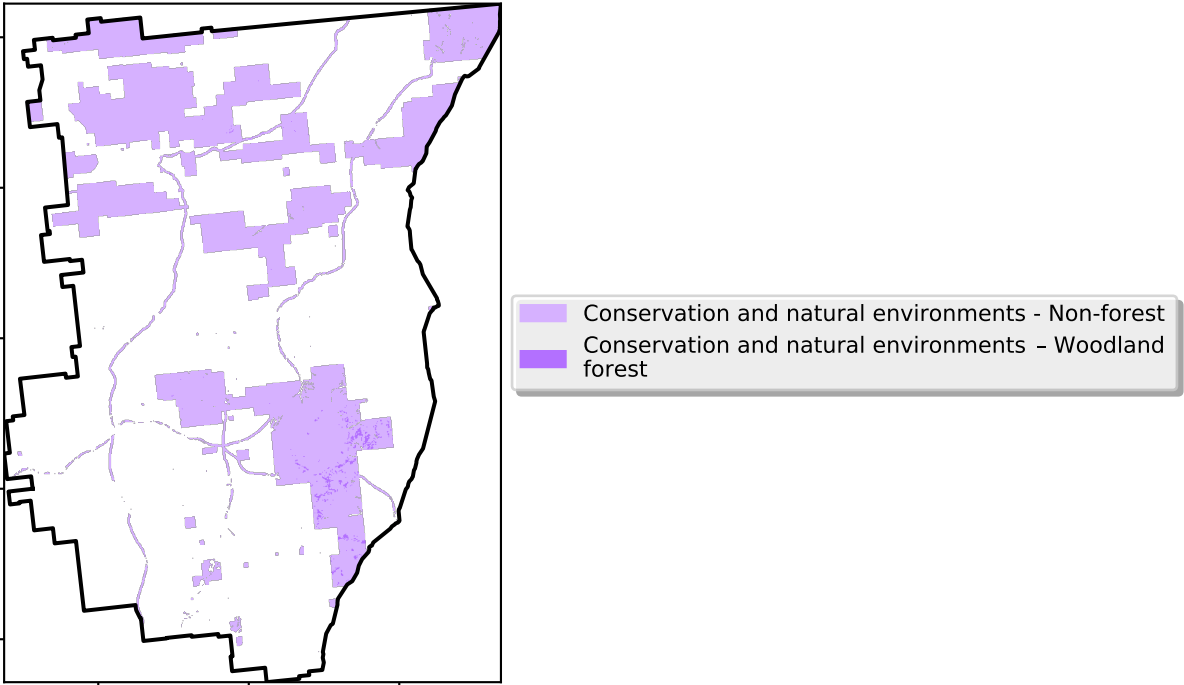 Conservation and natural environments - Non-forest
Conservation and natural environments – Woodland
forest